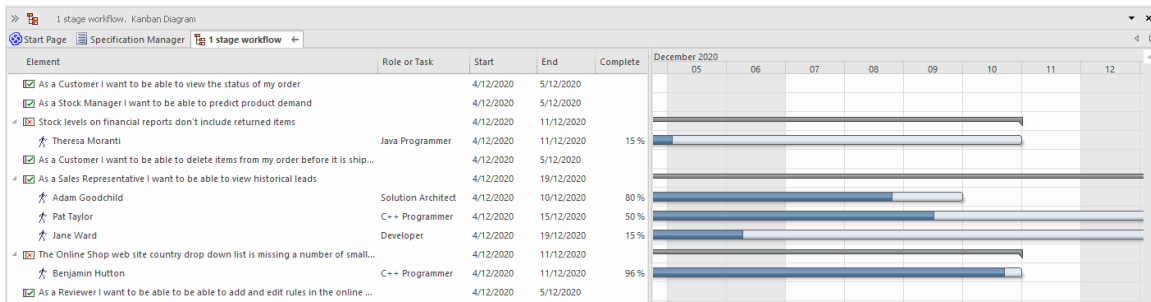 1 stage workflow. Kanban Diagram
Start Page Specification Manager 1 stage workflow
Element Role or Task Start End Complete December 2020
05 06 07 08 09 10 11 12
As a Customer I want to be able to view the status of my order 4/12/2020 5/12/2020
As a Stock Manager I want to be able to predict product demand 4/12/2020 5/12/2020
Stock levels on financial reports don't include returned items 4/12/2020 11/12/2020
Theresa Moranti Java Programmer 4/12/2020 11/12/2020 15 %
As a Customer I want to be able to delete items from my order before it is ship... 4/12/2020 5/12/2020
As a Sales Representative I want to be able to view historical leads 4/12/2020 19/12/2020
Adam Goodchild Solution Architect 4/12/2020 10/12/2020 80 %
Pat Taylor C++ Programmer 4/12/2020 15/12/2020 50 %
Jane Ward Developer 4/12/2020 19/12/2020 15 %
The Online Shop web site country drop down list is missing a number of small... 4/12/2020 11/12/2020
Benjamin Hutton C++ Programmer 4/12/2020 11/12/2020 96 %
As a Reviewer I want to be able to be able to add and edit rules in the online ... 4/12/2020 5/12/2020